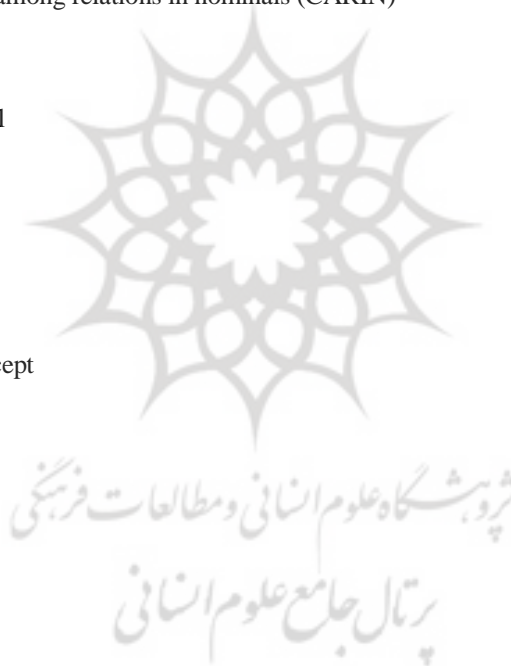 among relations in nominals (CARIN)
l
cept
پژوهشگاه علوم انسانی و مطالعات فرهنگی
پرتال جامع علوم انسانی